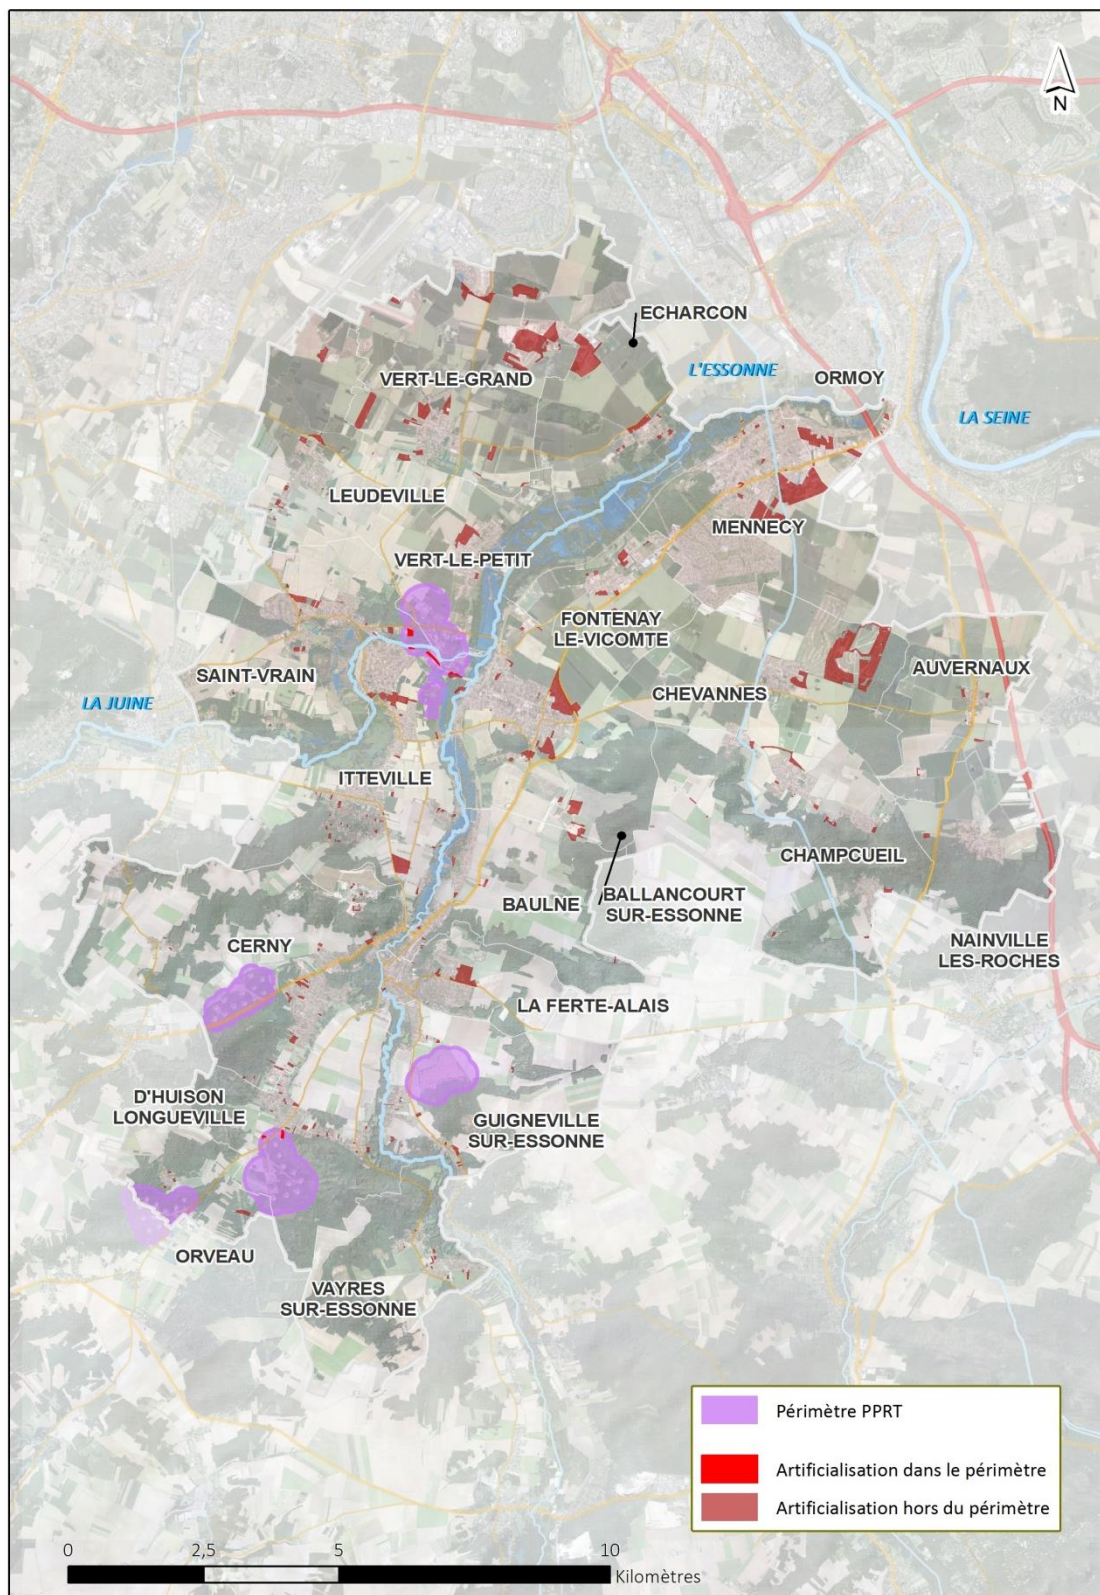 N
ECHARCON
L'ESSONNE
ORMOY
VERT-LE-GRAND
LA SEINE
LEUDEVILLE
MENNECY
VERT-LE-PETIT
FONTENAY
LE-VICOMTE
SAINT-VRAIN
AUVERNAUX
CHEVANNES
LA JUINE
ITTEVILLE
CHAMPCUEIL
BAULNE
BALLANCOURT
SUR-ESSONNE
CERNY
NAINVILLE
LES-ROCHES
LA FERTE-ALAIS
D'HUISON
LONGUEVILLE
GUIGNEVILLE
SUR-ESSONNE
ORVEAU
VAYRES
SUR-ESSONNE
Périmètre PPRT
Artificialisation dans le périmètre
Artificialisation hors du périmètre
0 2,5 5 10
Kilomètres